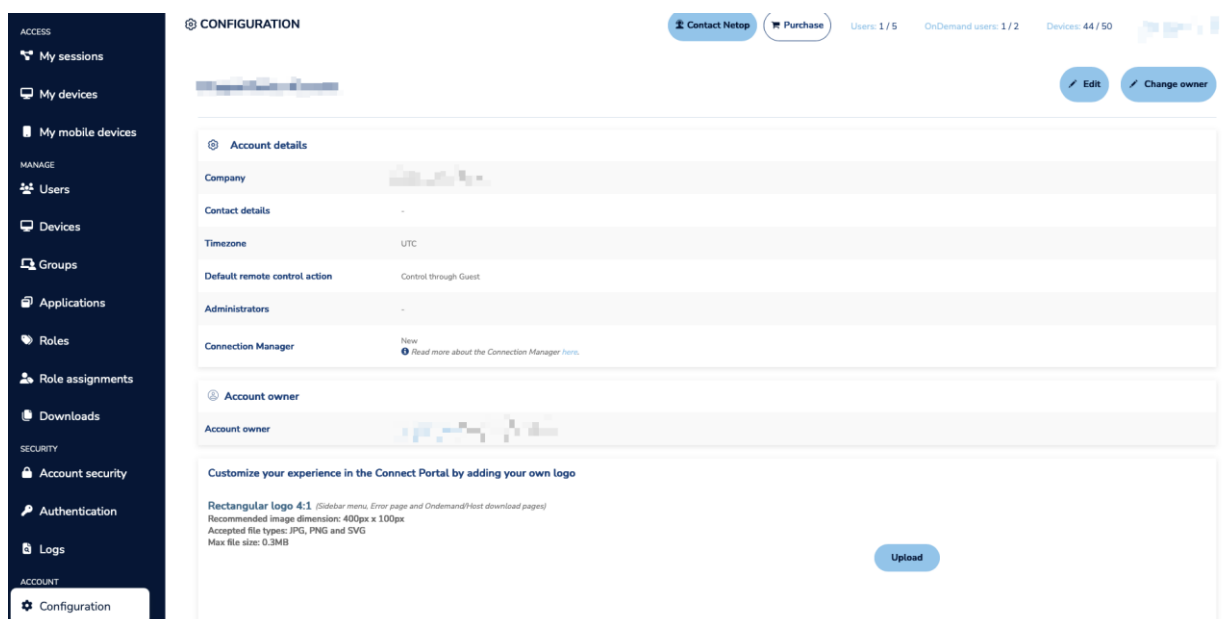 ACCESS
My sessions
My devices
My mobile devices
MANAGE
Users
Devices
Groups
Applications
Roles
Role assignments
Downloads
SECURITY
Account security
Authentication
Logs
ACCOUNT
Configuration
CONFIGURATION
Contact Netop
Purchase
Users: 1 / 5
OnDemand users: 1 / 2
Devices: 44 / 50
Edit
Change owner
Account details
Company
Contact details -
Timezone UTC
Default remote control action Control through Guest
Administrators -
Connection Manager New
Read more about the Connection Manager here.
Account owner
Account owner
Customize your experience in the Connect Portal by adding your own logo
Rectangular logo 4:1 (Sidebar menu, Error page and Ondemand/Host download pages)
Recommended image dimension: 400px x 100px
Accepted file types: JPG, PNG and SVG
Max file size: 0.3MB
Upload